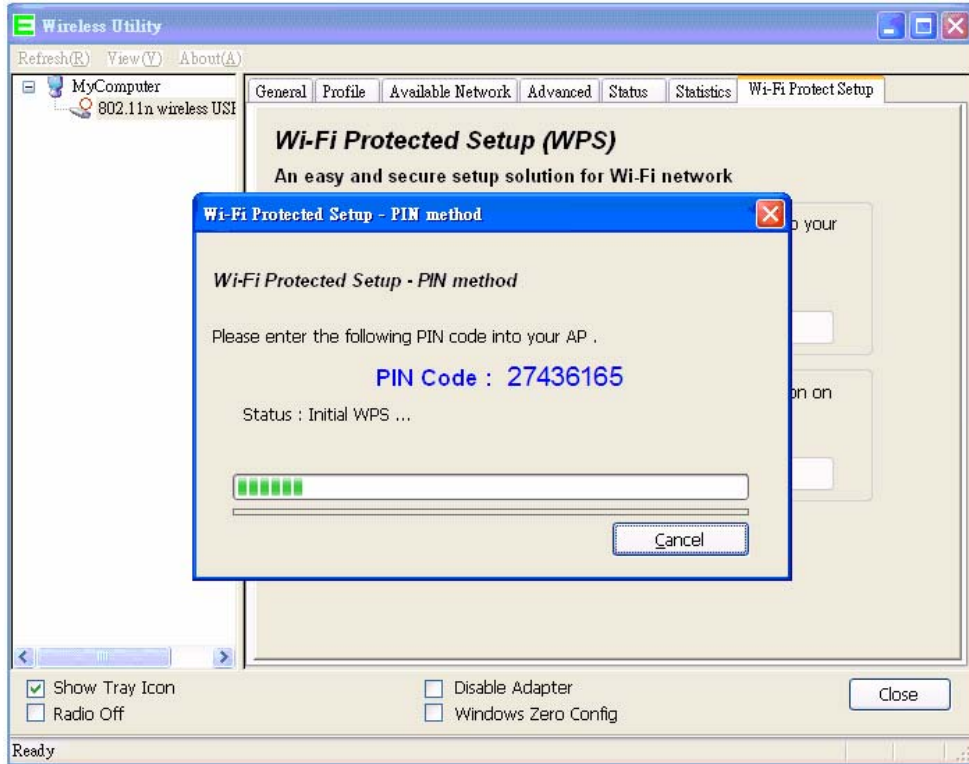 Wireless Utility
Refresh(R) View(V) About(A)
MyComputer
802.11n wireless USB
General Profile Available Network Advanced Status Statistics Wi-Fi Protect Setup
Wi-Fi Protected Setup (WPS)
An easy and secure setup solution for Wi-Fi network
your
on
Wi-Fi Protected Setup - PIN method
Wi-Fi Protected Setup - PIN method
Please enter the following PIN code into your AP .
PIN Code : 27436165
Status : Initial WPS ...
Cancel
Show Tray Icon
Radio Off
Disable Adapter
Windows Zero Config
Close
Ready